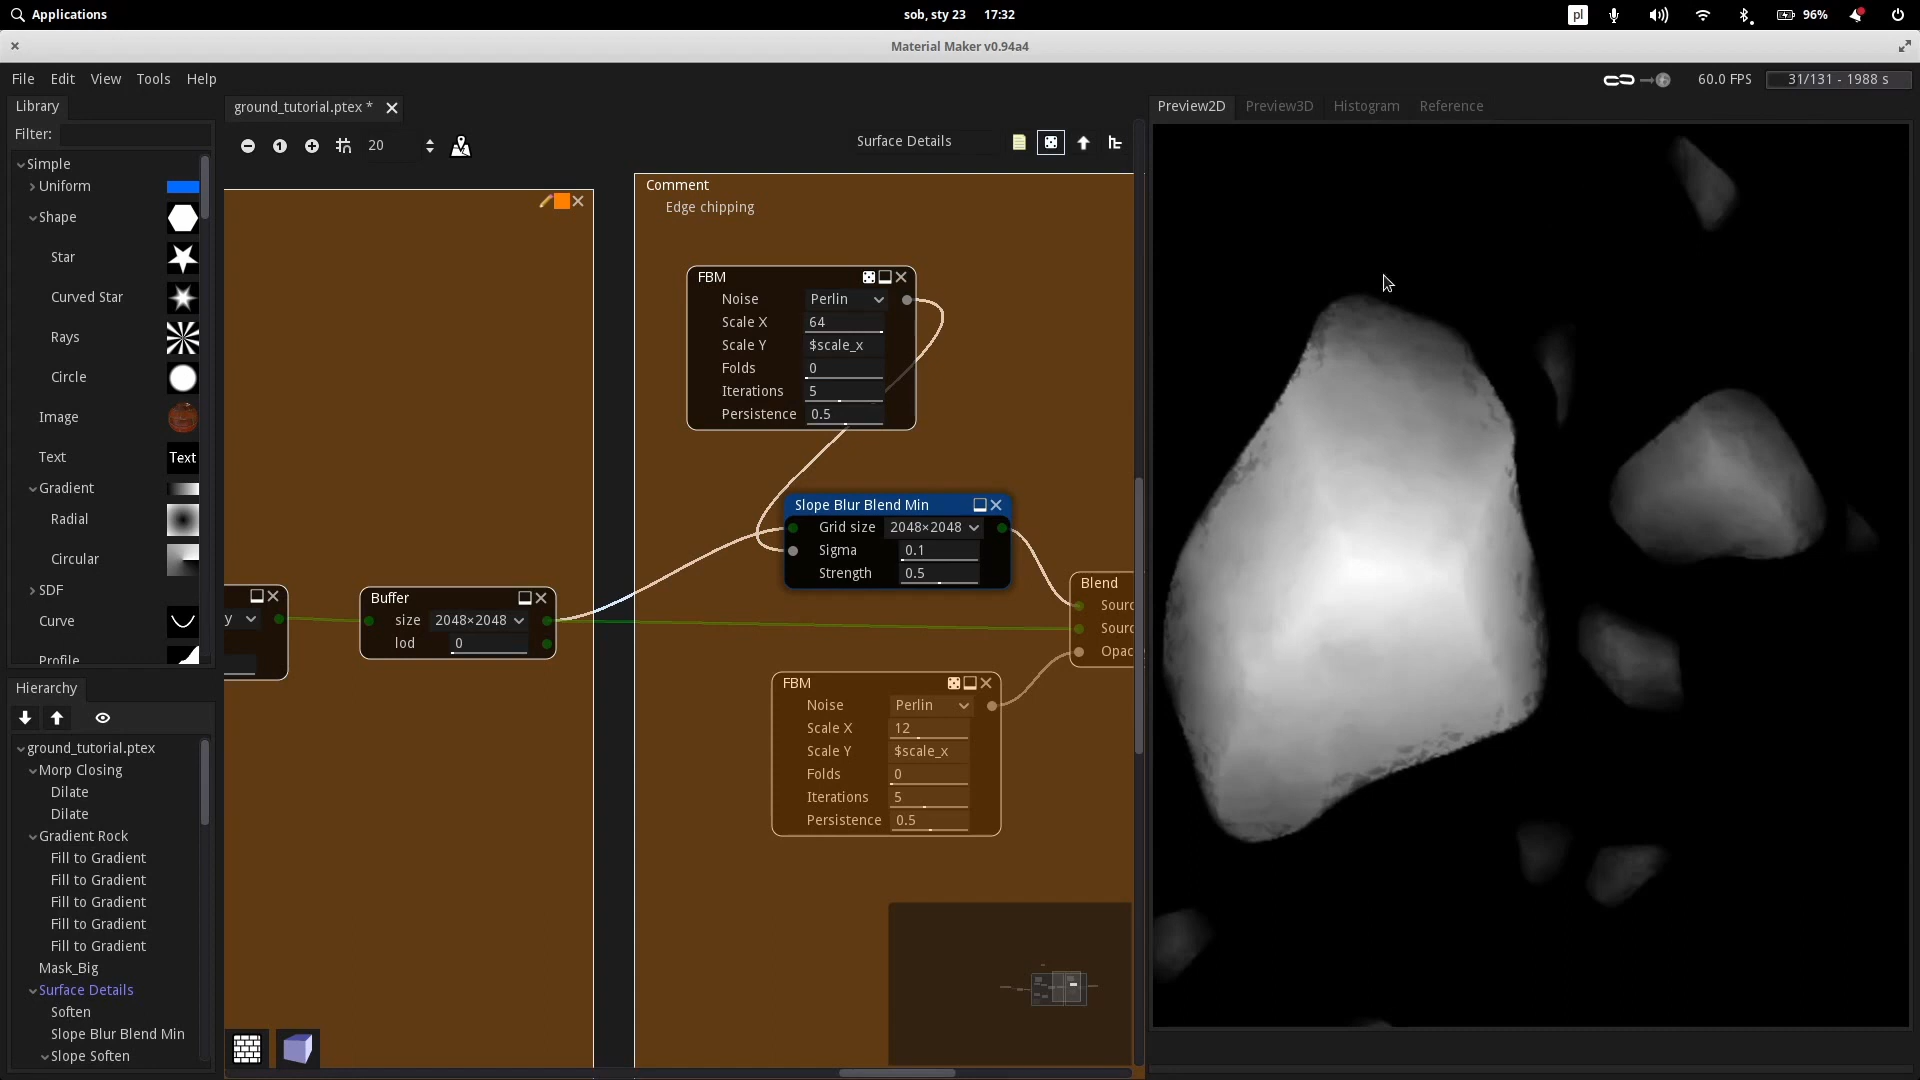 Applications
sob, sty 23 17:32
pl
96%
Material Maker v0.94a4
File Edit View Tools Help
60.0 FPS
31/131 - 1988 s
Library
Filter:
Simple
Uniform
Shape
Star
Curved Star
Rays
Circle
Image
Text
Text
Gradient
Radial
Circular
SDF
Curve
Profile
Hierarchy
ground_tutorial.ptex
Morp Closing
Dilate
Dilate
Gradient Rock
Fill to Gradient
Fill to Gradient
Fill to Gradient
Fill to Gradient
Fill to Gradient
Mask_Big
Surface Details
Soften
Slope Blur Blend Min
Slope Soften
ground_tutorial.ptex *
1
20
Surface Details
y
Buffer
size 2048×2048
lod 0
Comment
Edge chipping
FBM
Noise Perlin
Scale X 64
Scale Y $scale_x
Folds 0
Iterations 5
Persistence 0.5
Slope Blur Blend Min
Grid size 2048×2048
Sigma 0.1
Strength 0.5
Blend
Sourc
Sourc
Opac
FBM
Noise Perlin
Scale X 12
Scale Y $scale_x
Folds 0
Iterations 5
Persistence 0.5
Preview2D Preview3D Histogram Reference